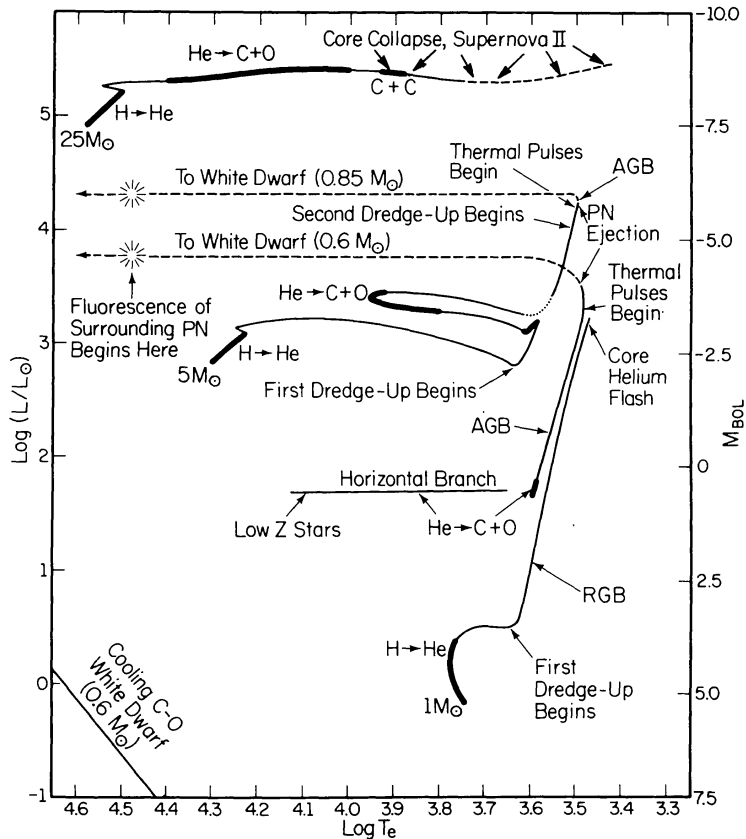 Core Collapse, Supernova II
He→C+O
C+C
H→He
25M⊙
Thermal Pulses
Begin
AGB
To White Dwarf (0.85 M⊙)
Second Dredge-Up Begins
PN
Ejection
To White Dwarf (0.6 M⊙)
Thermal
Pulses
Begin
He→C+O
Fluorescence of
Surrounding PN
Begins Here
H→He
5M⊙
Core
Helium
Flash
First Dredge-Up Begins
AGB
Horizontal Branch
Low Z Stars
He→C+O
RGB
H→He
First
Dredge-Up
Begins
1M⊙
Cooling C-O
White Dwarf
(0.6 M⊙)
Log (L/L⊙)
5
4
3
2
1
0
-1
M_BOL
-10.0
-7.5
-5.0
-2.5
0
2.5
5.0
7.5
4.6 4.5 4.4 4.3 4.2 4.1 4.0 3.9 3.8 3.7 3.6 3.5 3.4 3.3
Log Te